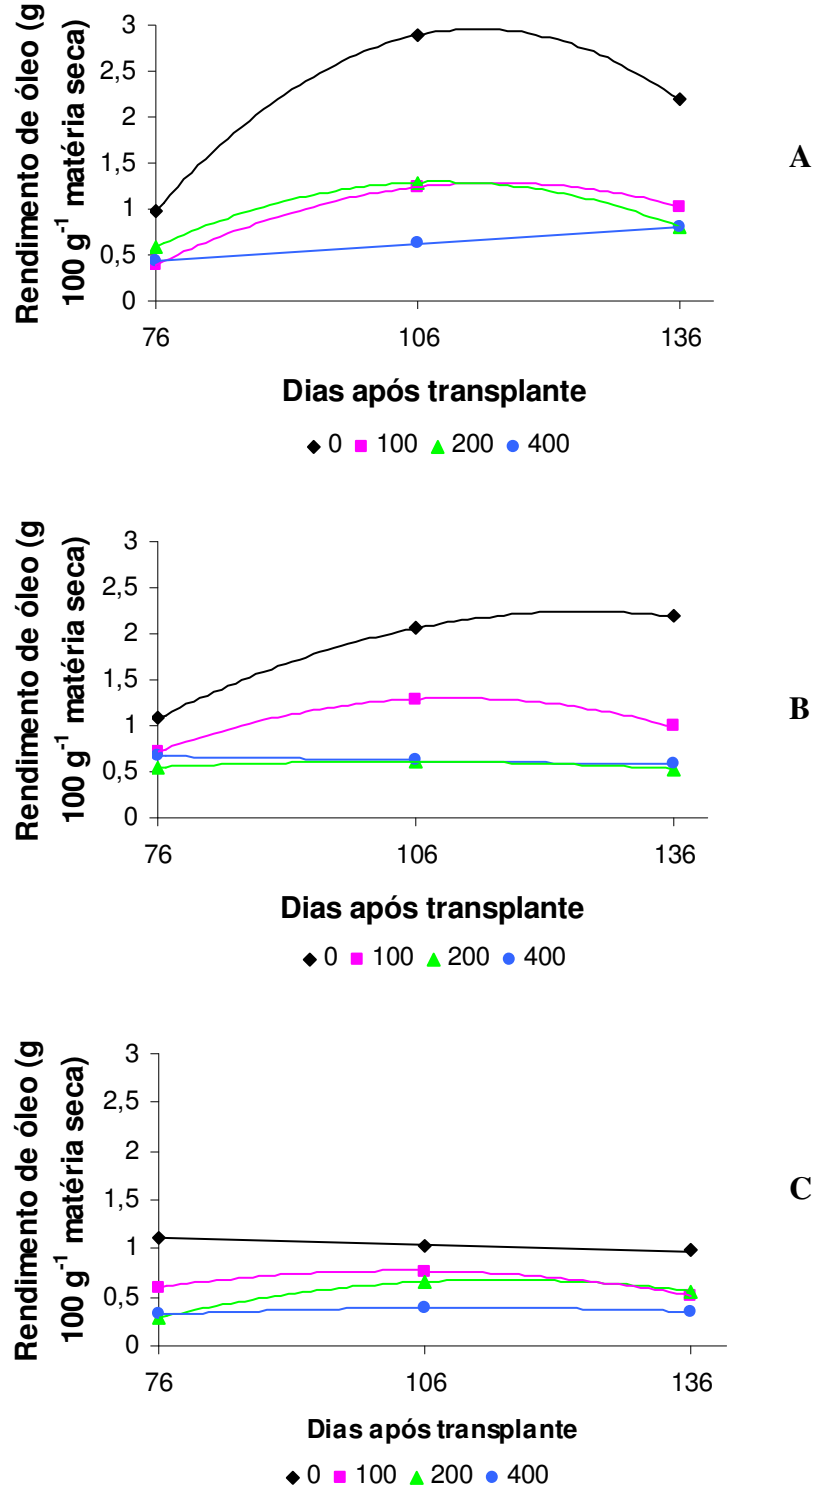 Rendimento de óleo (g
100 g-1 matéria seca)
3
2,5
2
1,5
1
0,5
0
76 106 136
Dias após transplante
0 100 200 400
A
Rendimento de óleo (g
100 g-1 matéria seca)
3
2,5
2
1,5
1
0,5
0
76 106 136
Dias após transplante
0 100 200 400
B
Rendimento de óleo (g
100 g-1 matéria seca)
3
2,5
2
1,5
1
0,5
0
76 106 136
Dias após transplante
0 100 200 400
C